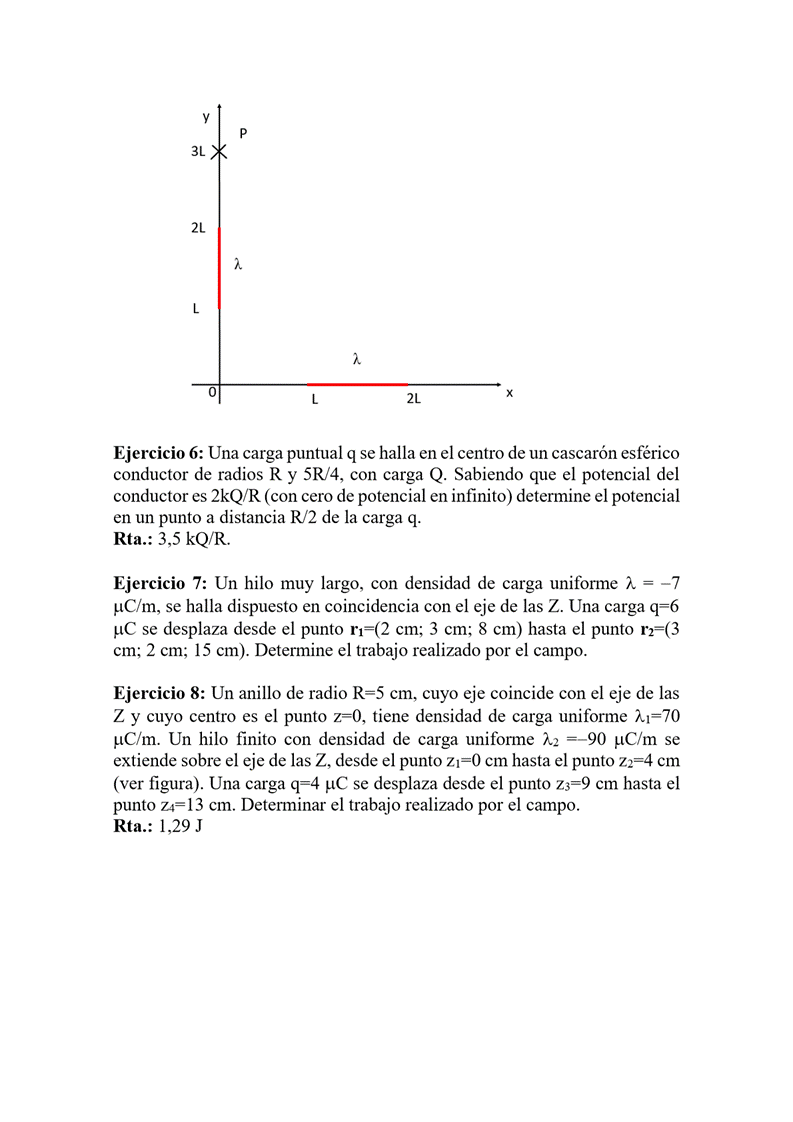 y
P
3L
2L
λ
L
λ
0
L
2L
x
Ejercicio 6: Una carga puntual q se halla en el centro de un cascarón esférico
conductor de radios R y 5R/4, con carga Q. Sabiendo que el potencial del
conductor es 2kQ/R (con cero de potencial en infinito) determine el potencial
en un punto a distancia R/2 de la carga q.
Rta.: 3,5 kQ/R.
Ejercicio 7: Un hilo muy largo, con densidad de carga uniforme λ = –7
μC/m, se halla dispuesto en coincidencia con el eje de las Z. Una carga q=6
μC se desplaza desde el punto r₁=(2 cm; 3 cm; 8 cm) hasta el punto r₂=(3
cm; 2 cm; 15 cm). Determine el trabajo realizado por el campo.
Ejercicio 8: Un anillo de radio R=5 cm, cuyo eje coincide con el eje de las
Z y cuyo centro es el punto z=0, tiene densidad de carga uniforme λ₁=70
μC/m. Un hilo finito con densidad de carga uniforme λ₂ =–90 μC/m se
extiende sobre el eje de las Z, desde el punto z₁=0 cm hasta el punto z₂=4 cm
(ver figura). Una carga q=4 μC se desplaza desde el punto z₃=9 cm hasta el
punto z₄=13 cm. Determinar el trabajo realizado por el campo.
Rta.: 1,29 J